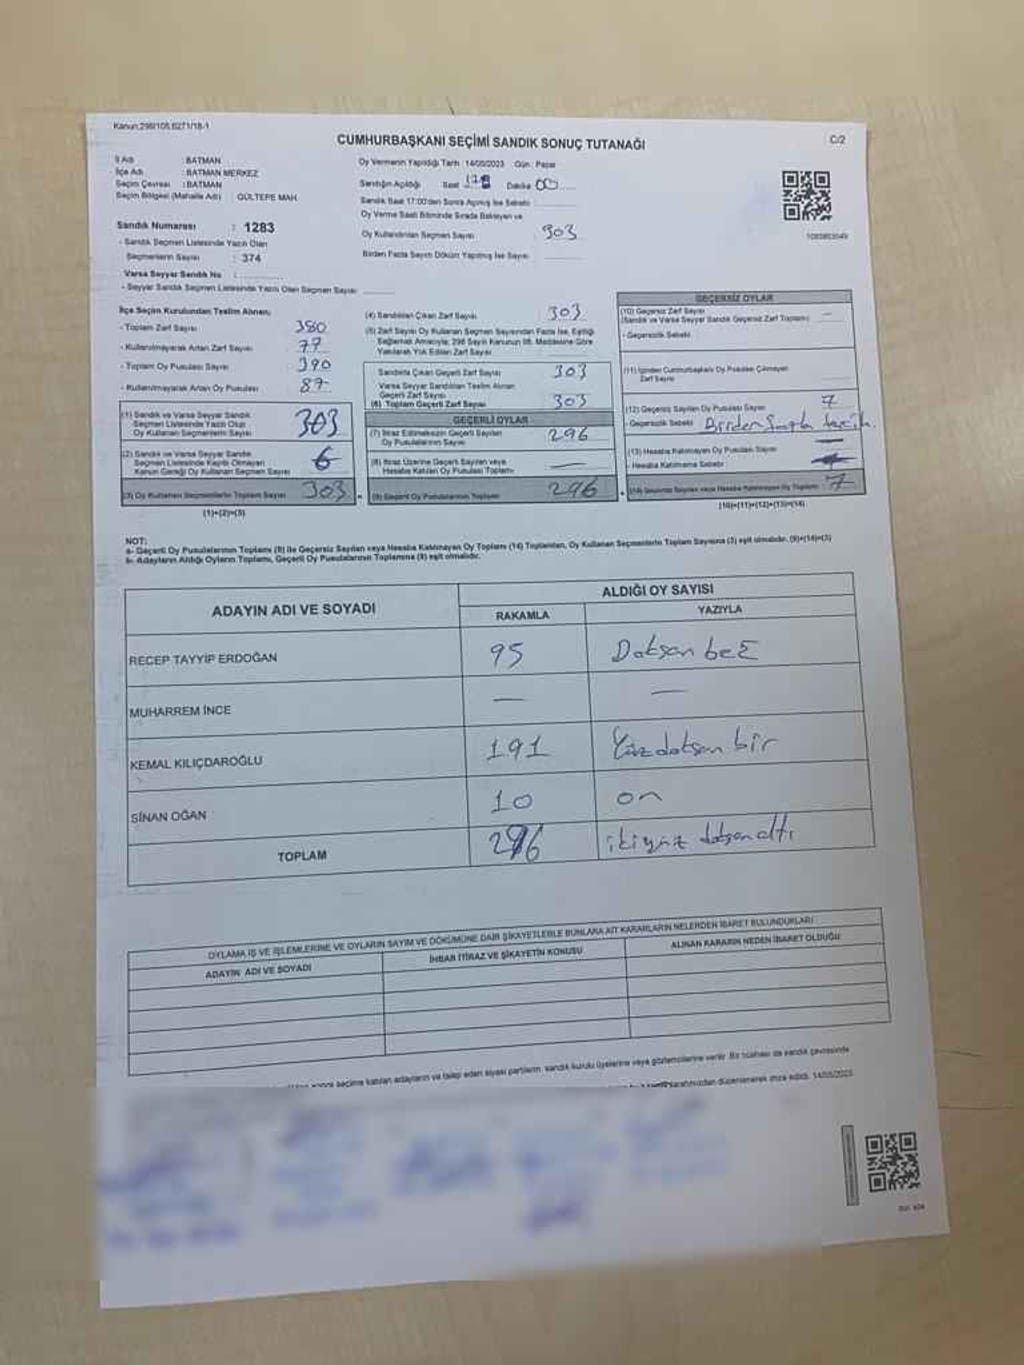 Kanun:298/105,6271/18-1
CUMHURBAŞKANI SEÇİMİ SANDIK SONUÇ TUTANAĞI
C/2
İl Adı : BATMAN
İlçe Adı : BATMAN MERKEZ
Seçim Çevresi : BATMAN
Seçim Bölgesi (Mahalle Adı) GÜLTEPE MAH.
Oy Vermenin Yapıldığı Tarih : 14/05/2023 Gün : Pazar
Sandığın Açıldığı Saat Dakika 00
Sandık Saat 17:00'den Sonra Açılmış İse Sebebi
Oy Verme Saati Bitiminde Sırada Bekleyen ve
Oy Kullandırılan Seçmen Sayısı 303
Birden Fazla Sayım Döküm Yapılmış İse Sayısı
Sandık Numarası : 1283
- Sandık Seçmen Listesinde Yazılı Olan
Seçmenlerin Sayısı : 374
Varsa Seyyar Sandık No :
- Seyyar Sandık Seçmen Listesinde Yazılı Olan Seçmen Sayısı
İlçe Seçim Kurulundan Teslim Alınan;
- Toplam Zarf Sayısı 380
- Kullanılmayarak Artan Zarf Sayısı 77
- Toplam Oy Pusulası Sayısı 390
- Kullanılmayarak Artan Oy Pusulası 87
(1) Sandık ve Varsa Seyyar Sandık
Seçmen Listesinde Yazılı Olup
Oy Kullanan Seçmenlerin Sayısı 303
(2) Sandık ve Varsa Seyyar Sandık
Seçmen Listesinde Kayıtlı Olmayan
Kanun Gereği Oy Kullanan Seçmen Sayısı
(3) Oy Kullanan Seçmenlerin Toplam Sayısı 303
(1)+(2)=(3)
(4) Sandıktan Çıkan Zarf Sayısı 303
(5) Zarf Sayısı Oy Kullanan Seçmen Sayısından Fazla İse, Eşitliği
Sağlamak Amacıyla; 298 Sayılı Kanunun 98. Maddesine Göre
Yakılarak Yok Edilen Zarf Sayısı
Sandıkta Çıkan Geçerli Zarf Sayısı 303
Varsa Seyyar Sandıktan Teslim Alınan
Geçerli Zarf Sayısı
(6) Toplam Geçerli Zarf Sayısı 303
GEÇERLİ OYLAR
(7) İtiraz Edilmeksizin Geçerli Sayılan
Oy Pusulalarının Sayısı 296
(8) İtiraz Üzerine Geçerli Sayılan veya
Hesaba Katılan Oy Pusulaları Toplamı —
(9) Geçerli Oy Pusulalarının Toplamı 296
GEÇERSİZ OYLAR
(10) Geçersiz Zarf Sayısı
(Sandık ve Varsa Seyyar Sandık Geçersiz Zarf Toplamı) —
- Geçersizlik Sebebi
(11) İçinden Cumhurbaşkanı Oy Pusulası Çıkmayan
Zarf Sayısı
(12) Geçersiz Sayılan Oy Pusulası Sayısı 7
- Geçersizlik Sebebi Birden fazla tercih
(13) Hesaba Katılmayan Oy Pusulası Sayısı —
- Hesaba Katılmama Sebebi
(14) Geçersiz Sayılan veya Hesaba Katılmayan Oy Toplamı 7
(10)+(11)+(12)+(13)=(14)
NOT:
a- Geçerli Oy Pusulalarının Toplamı (9) ile Geçersiz Sayılan veya Hesaba Katılmayan Oy Toplamı (14) Toplamları, Oy Kullanan Seçmenlerin Toplam Sayısına (3) eşit olmalıdır. (9)+(14)=(3)
b- Adayların Aldığı Oyların Toplamı, Geçerli Oy Pusulalarının Toplamına (9) eşit olmalıdır.
ADAYIN ADI VE SOYADI
ALDIĞI OY SAYISI
RAKAMLA YAZIYLA
RECEP TAYYİP ERDOĞAN 95 Doksan beş
MUHARREM İNCE — —
KEMAL KILIÇDAROĞLU 191 Yüz doksan bir
SİNAN OĞAN 10 on
TOPLAM 296 ikiyüz doksan altı
OYLAMA İŞ VE İŞLEMLERİNE VE OYLARIN SAYIM VE DÖKÜMÜNE DAİR ŞİKAYETLERLE BUNLARA AİT KARARLARIN NELERDEN İBARET BULUNDUKLARI
ADAYIN ADI VE SOYADI
İHBAR İTİRAZ VE ŞİKAYETİN KONUSU
ALINAN KARARIN NEDEN İBARET OLDUĞU
seçime katılan adayların ve talep eden siyasi partilerin, sandık kurulu üyelerine veya gözlemcilerine verilir. Bir nüshası da sandık çevresinde
tarafımızdan düzenlenerek imza edildi. 14/05/2023